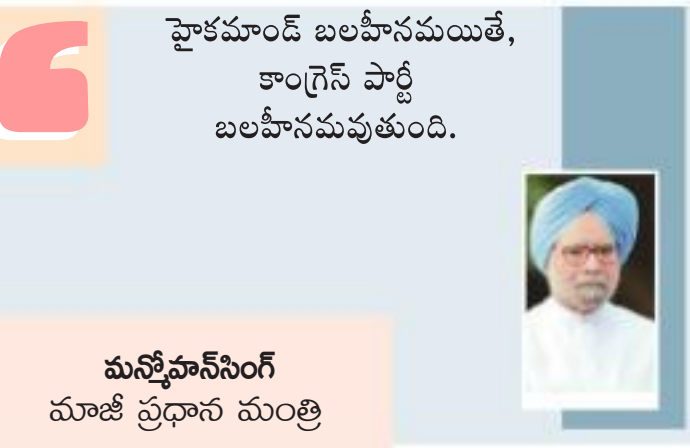 హైకమాండ్ బలహీనమయితే,
కాంగ్రెస్ పార్టీ
బలహీనమవుతుంది.
మన్మోహన్‌సింగ్
మాజీ ప్రధాన మంత్రి